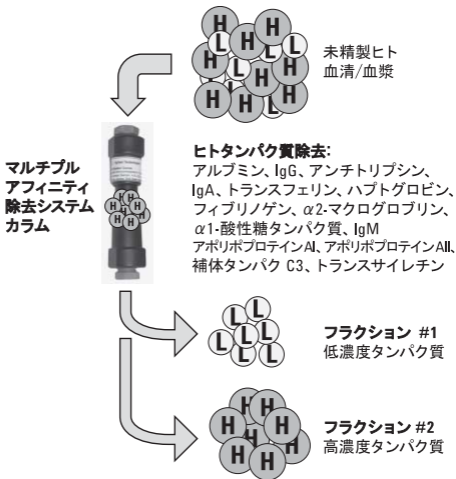 未精製ヒト
血清/血漿
H
L
H
H
L
H
L
H
L
H
H
H
H
マルチプル
アフィニティ
除去システム
カラム
ヒトタンパク質除去:
アルブミン、IgG、アンチトリプシン、
IgA、トランスフェリン、ハプトグロビン、
フィブリノゲン、α2-マクログロブリン、
α1-酸性糖タンパク質、IgM
アポリポプロテインAI、アポリポプロテインAII、
補体タンパク C3、トランスサイレチン
L
L
L
L
L
L
L
フラクション #1
低濃度タンパク質
H
H
H
H
H
H
H
H
フラクション #2
高濃度タンパク質